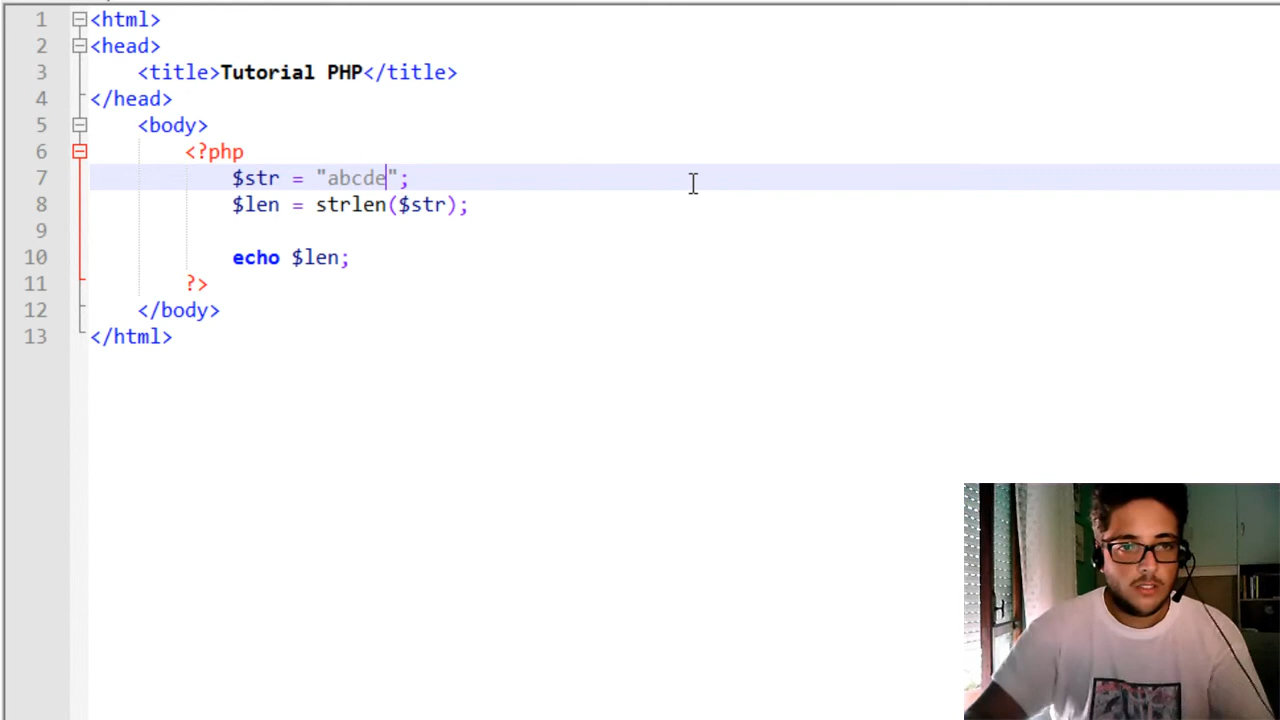 1 <html>
2 <head>
3 <title>Tutorial PHP</title>
4 </head>
5 <body>
6 <?php
7 $str = "abcde";
8 $len = strlen($str);
9
10 echo $len;
11 ?>
12 </body>
13 </html>